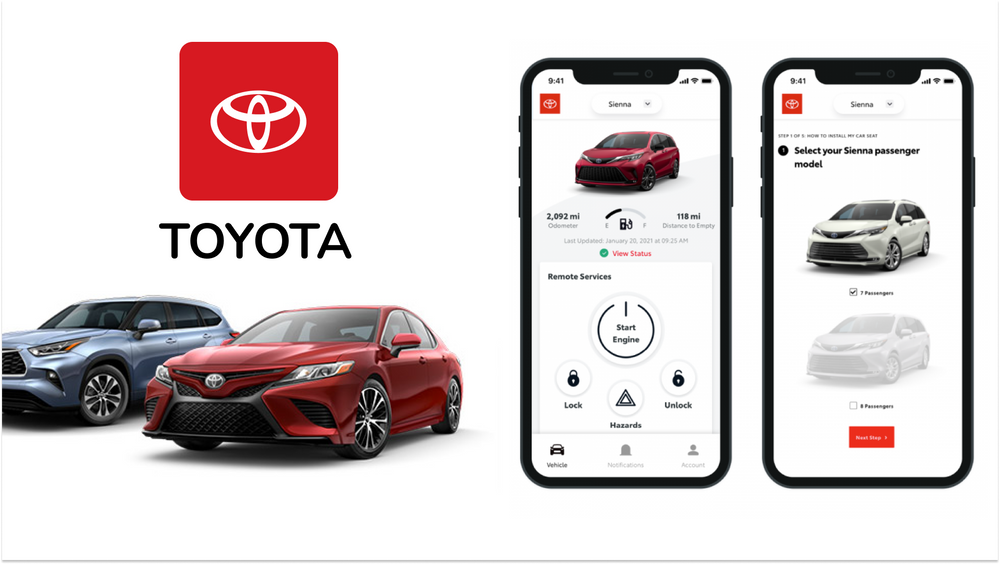 TOYOTA
9:41
Sienna
2,092 mi
Odometer
E
F
118 mi
Distance to Empty
Last Updated: January 20, 2021 at 09:23 AM
View Status
Remote Services
Start
Engine
Lock
Unlock
Hazards
Vehicle
Notifications
Account
9:41
Sienna
STEP 1 OF 5: HOW TO INSTALL MY CAR SEAT
1 Select your Sienna passenger
model
7 Passengers
8 Passengers
Next Step